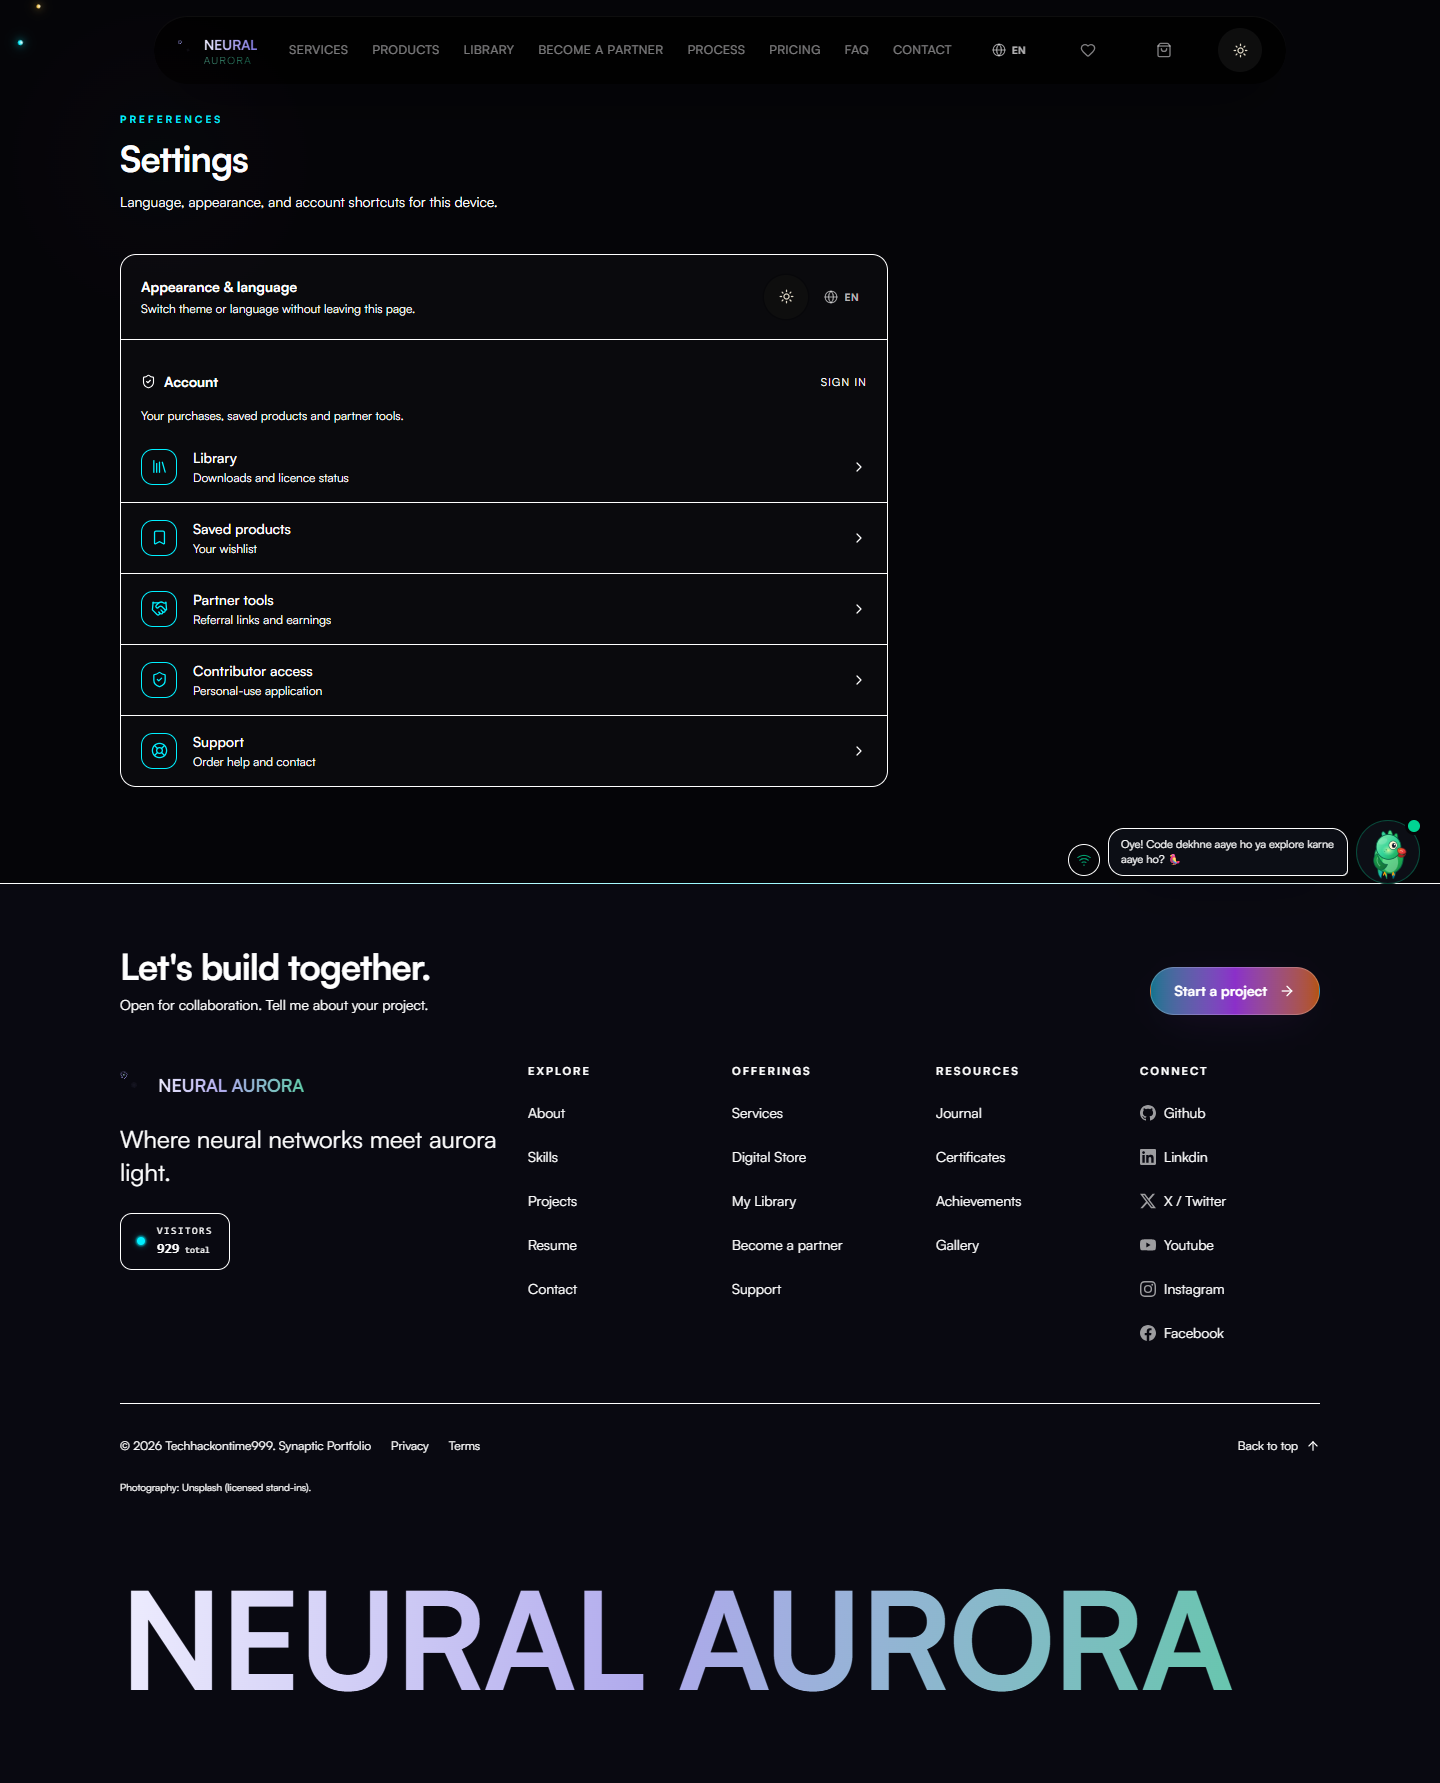 NEURAL
AURORA
SERVICES
PRODUCTS
LIBRARY
BECOME A PARTNER
PROCESS
PRICING
FAQ
CONTACT
EN
PREFERENCES
Settings
Language, appearance, and account shortcuts for this device.
Appearance & language
Switch theme or language without leaving this page.
EN
Account
SIGN IN
Your purchases, saved products and partner tools.
Library
Downloads and licence status
Saved products
Your wishlist
Partner tools
Referral links and earnings
Contributor access
Personal-use application
Support
Order help and contact
Oye! Code dekhne aaye ho ya explore karne
aaye ho? 🦜
Let's build together.
Open for collaboration. Tell me about your project.
Start a project
NEURAL AURORA
Where neural networks meet aurora
light.
VISITORS
929 total
EXPLORE
About
Skills
Projects
Resume
Contact
OFFERINGS
Services
Digital Store
My Library
Become a partner
Support
RESOURCES
Journal
Certificates
Achievements
Gallery
CONNECT
Github
Linkdin
X / Twitter
Youtube
Instagram
Facebook
© 2026 Techhackontime999. Synaptic Portfolio
Privacy
Terms
Back to top
Photography: Unsplash (licensed stand-ins).
NEURAL AURORA